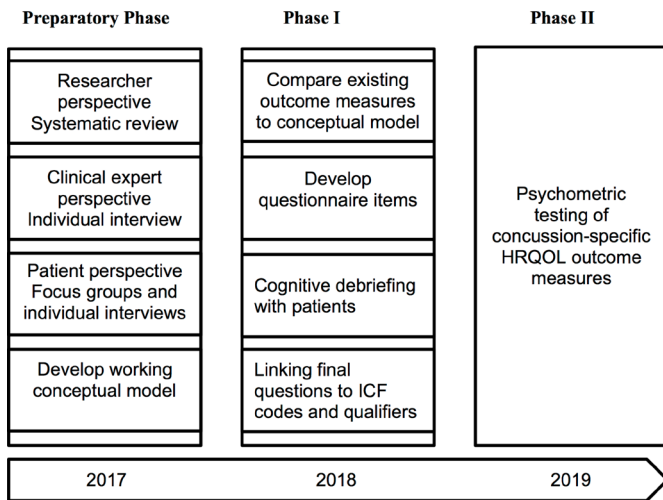 Preparatory Phase
Phase I
Phase II
Researcher
perspective
Systematic review
Clinical expert
perspective
Individual interview
Patient perspective
Focus groups and
individual interviews
Develop working
conceptual model
Compare existing
outcome measures
to conceptual model
Develop
questionnaire items
Cognitive debriefing
with patients
Linking final
questions to ICF
codes and qualifiers
Psychometric
testing of
concussion-specific
HRQOL outcome
measures
2017
2018
2019